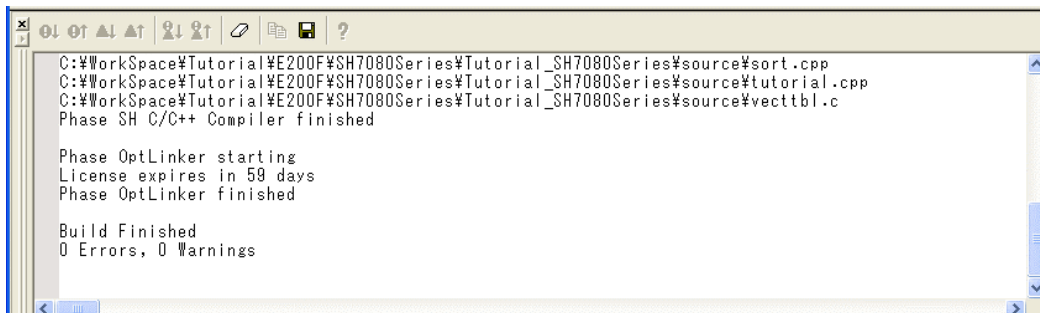 C:¥WorkSpace¥Tutorial¥E200F¥SH7080Series¥Tutorial_SH7080Series¥source¥sort.cpp
C:¥WorkSpace¥Tutorial¥E200F¥SH7080Series¥Tutorial_SH7080Series¥source¥tutorial.cpp
C:¥WorkSpace¥Tutorial¥E200F¥SH7080Series¥Tutorial_SH7080Series¥source¥vecttbl.c
Phase SH C/C++ Compiler finished
Phase OptLinker starting
License expires in 59 days
Phase OptLinker finished
Build Finished
0 Errors, 0 Warnings